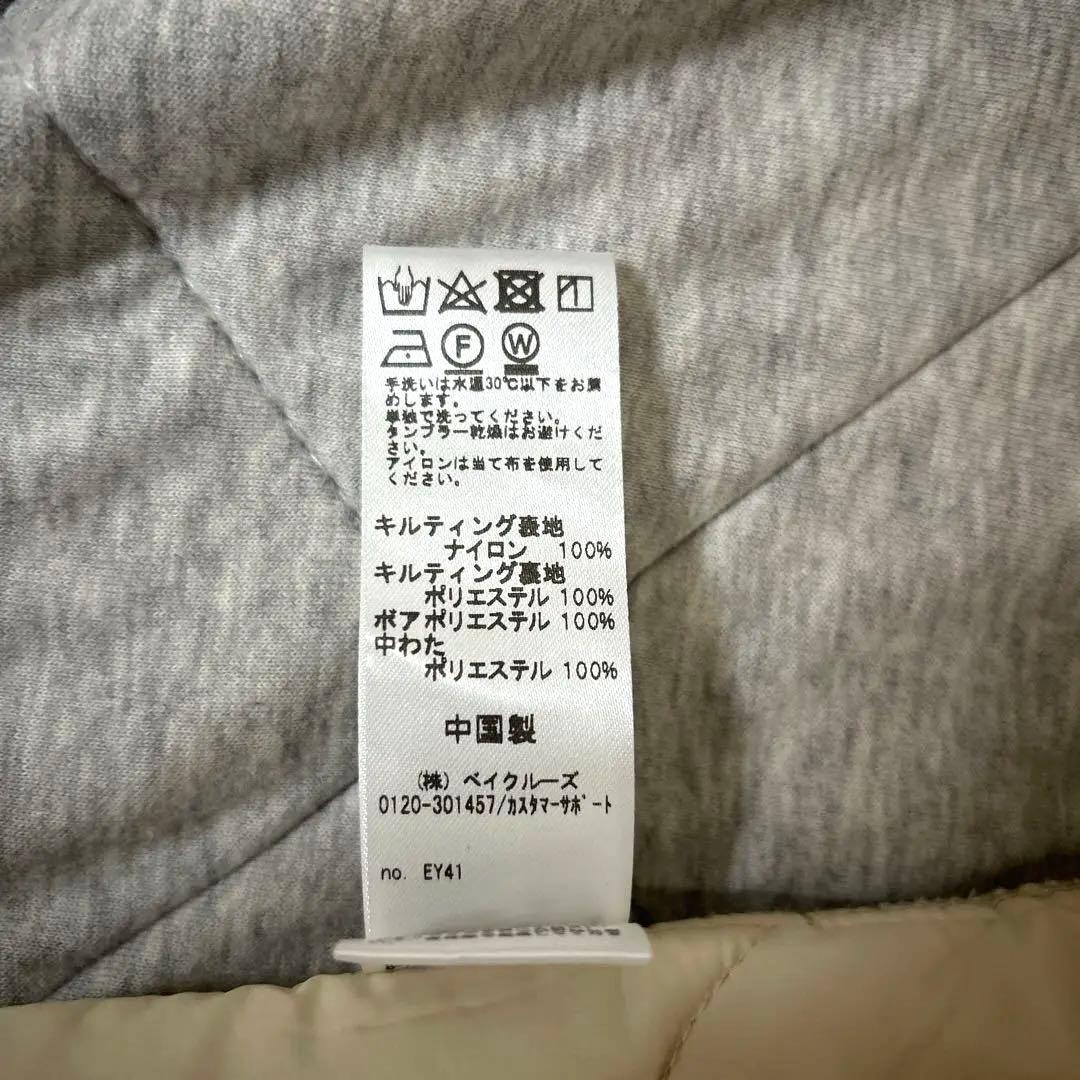 F W
手洗いは水温30℃以下をお薦
めします。
単独で洗ってください。
タンブラー乾燥はお避けくだ
さい。
アイロンは当て布を使用して
ください。
キルティング表地
ナイロン 100%
キルティング裏地
ポリエステル 100%
ボアポリエステル 100%
中わた
ポリエステル 100%
中国製
(株) ベイクルーズ
0120-301457/ｶｽﾀﾏｰｻﾎﾟｰﾄ
no. EY41